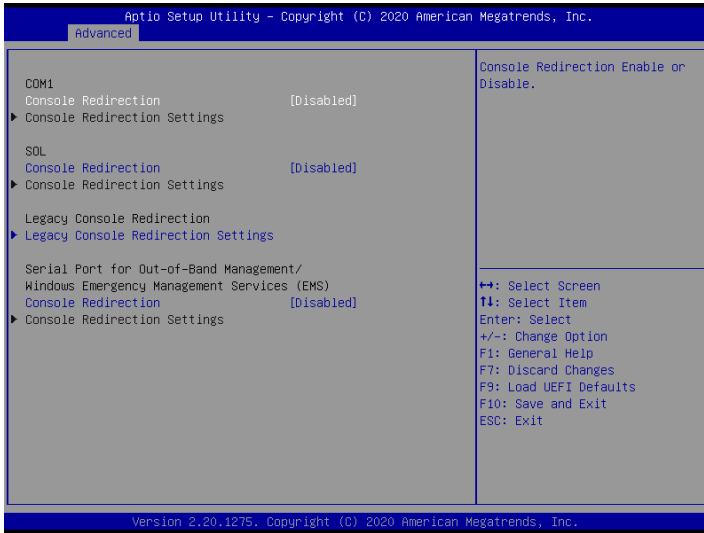 Aptio Setup Utility – Copyright (C) 2020 American Megatrends, Inc.
Advanced
COM1
Console Redirection [Disabled]
Console Redirection Settings
SOL
Console Redirection [Disabled]
Console Redirection Settings
Legacy Console Redirection
Legacy Console Redirection Settings
Serial Port for Out-of-Band Management/
Windows Emergency Management Services (EMS)
Console Redirection [Disabled]
Console Redirection Settings
Console Redirection Enable or
Disable.
↔: Select Screen
↑↓: Select Item
Enter: Select
+/-: Change Option
F1: General Help
F7: Discard Changes
F9: Load UEFI Defaults
F10: Save and Exit
ESC: Exit
Version 2.20.1275. Copyright (C) 2020 American Megatrends, Inc.